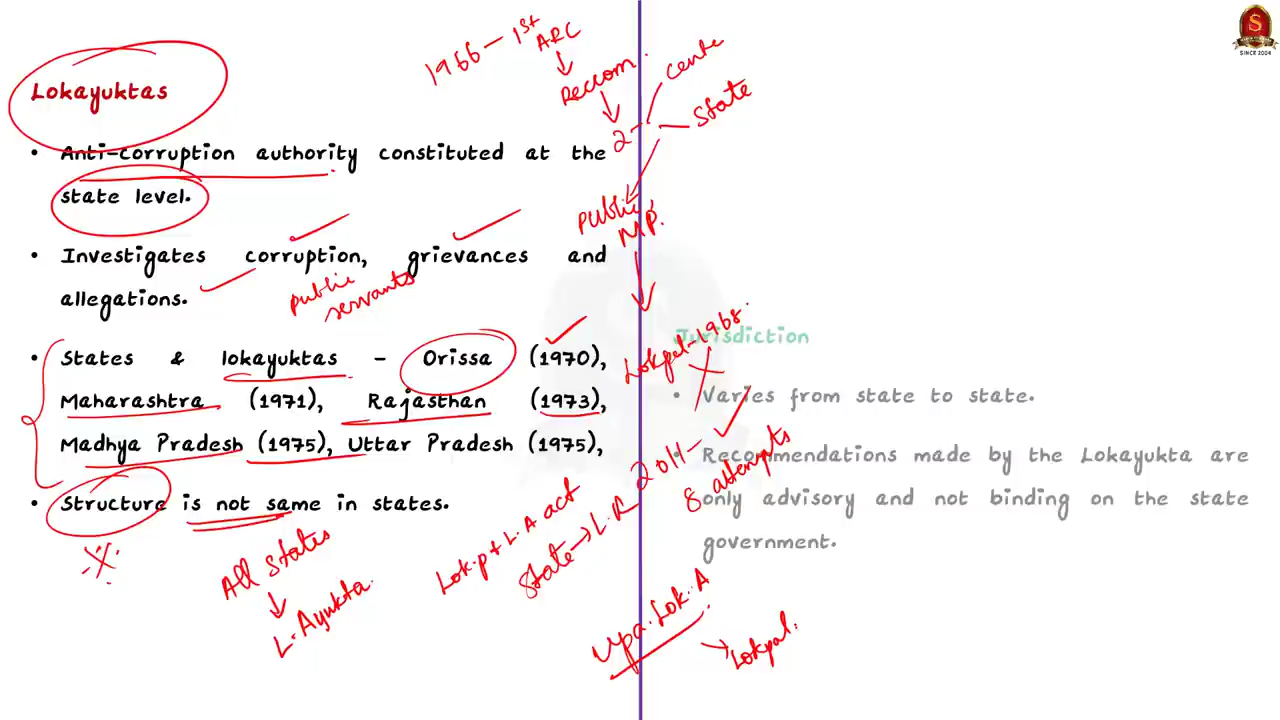 Lokayuktas
• Anti-corruption authority constituted at the
state level.
• Investigates corruption, grievances and
allegations.
public
servants
• States & lokayuktas - Orissa (1970),
Maharashtra (1971), Rajasthan (1973),
Madhya Pradesh (1975), Uttar Pradesh (1975),
• Structure is not same in states.
All states
L.Ayukta.
1966 - 1st
ARC
Reccom.
2
cente
State
Public
MP.
Lokpal-1968.
2011
8 attempts
Lok.p + L.A act
State → L.R
Upa.Lok.A
→ Lokpal.
Jurisdiction
• Varies from state to state.
• Recommendations made by the Lokayukta are
only advisory and not binding on the state
government.
S
SINCE 2004